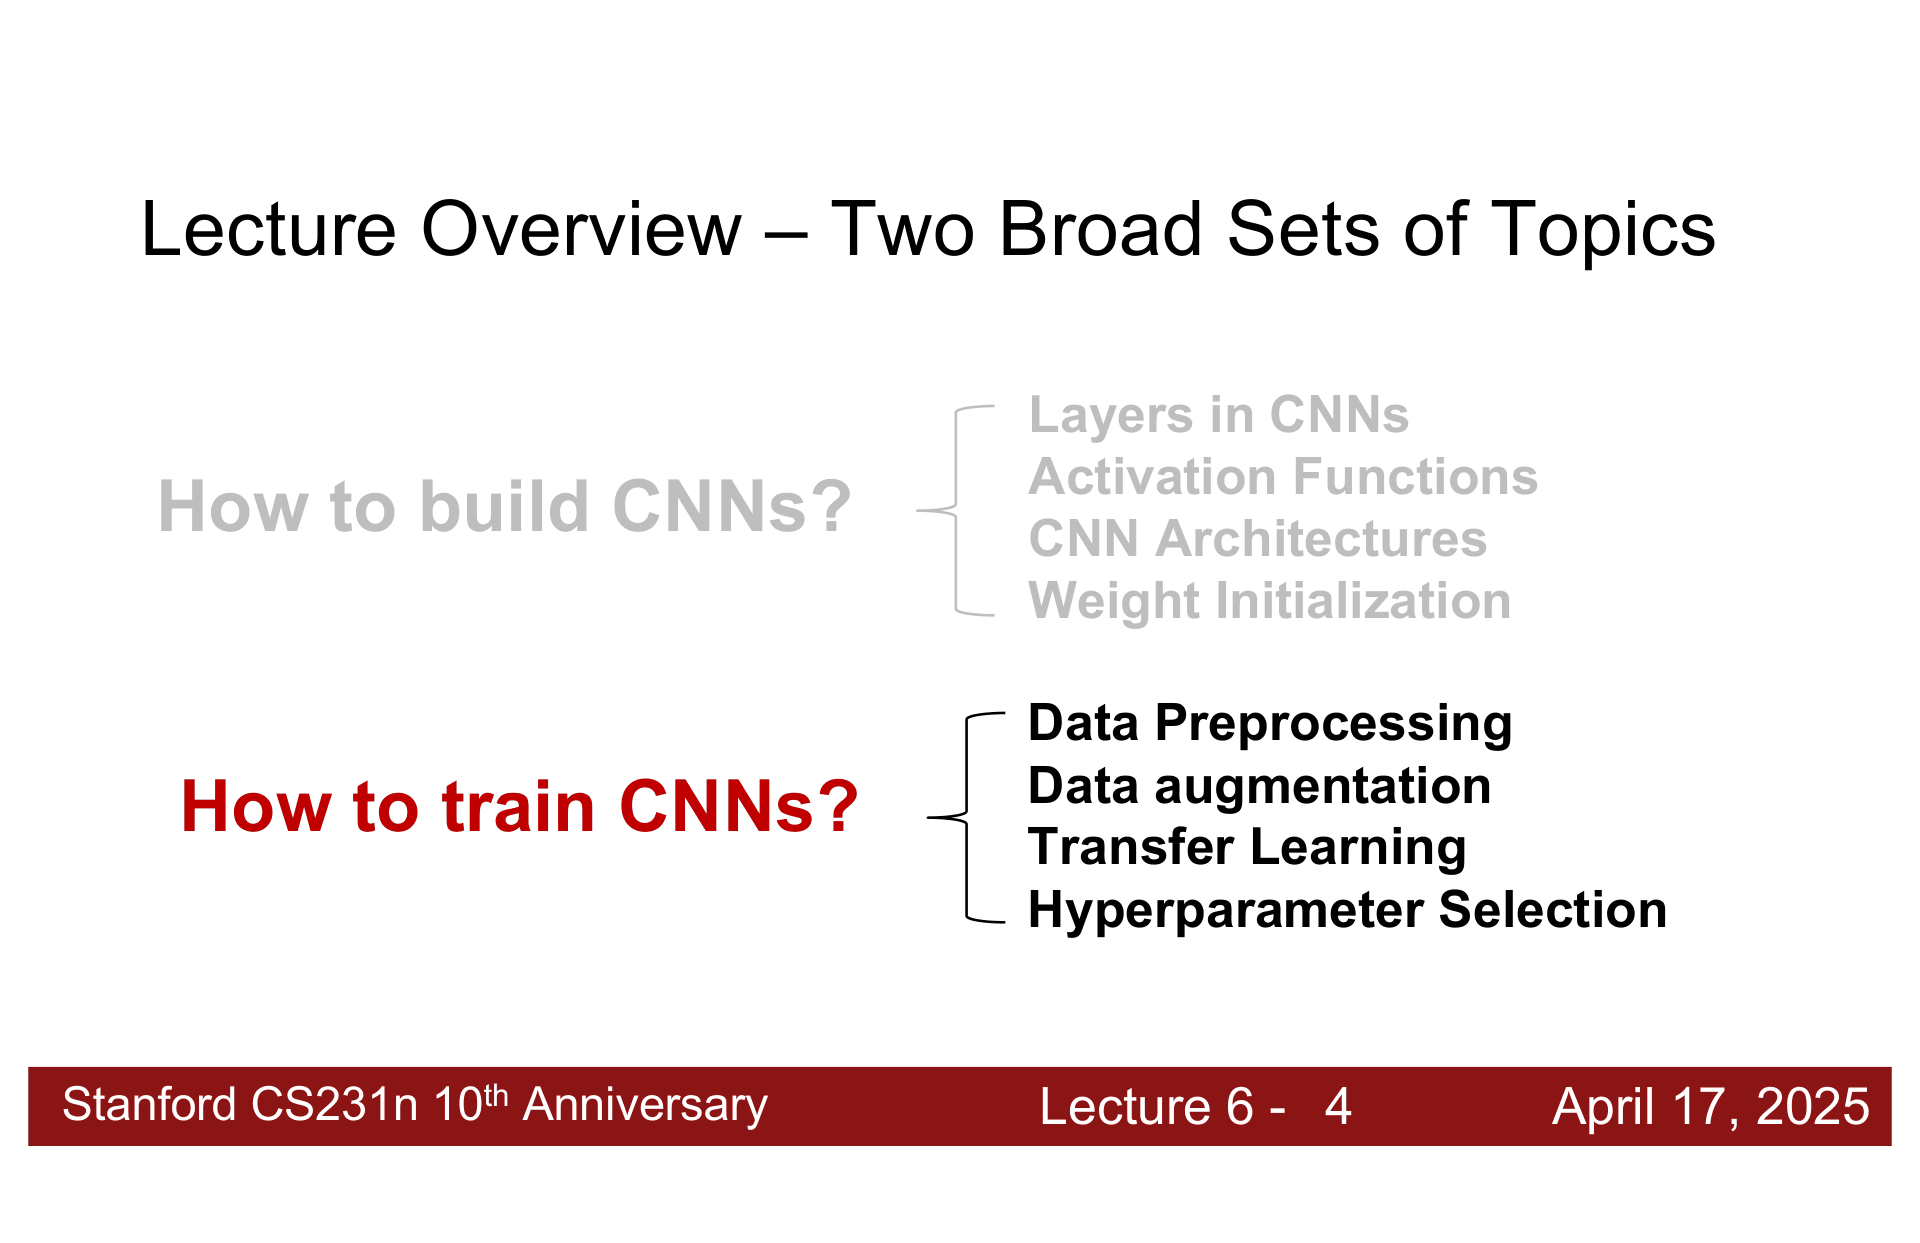 Lecture Overview – Two Broad Sets of Topics
How to build CNNs?
Layers in CNNs
Activation Functions
CNN Architectures
Weight Initialization
How to train CNNs?
Data Preprocessing
Data augmentation
Transfer Learning
Hyperparameter Selection
Stanford CS231n 10th Anniversary
Lecture 6 - 4
April 17, 2025